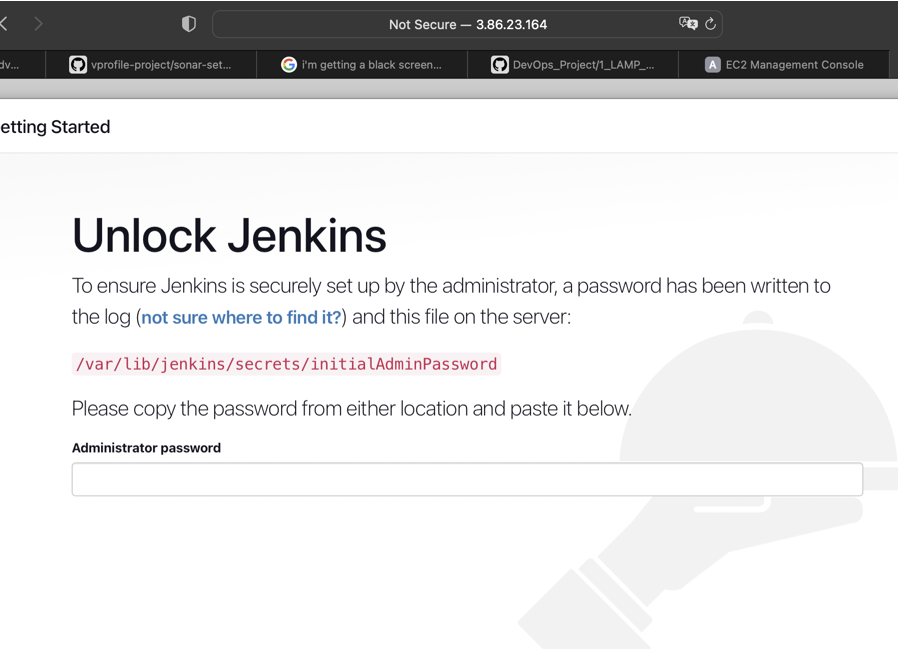 Not Secure — 3.86.23.164
dv...
vprofile-project/sonar-set...
i'm getting a black screen...
DevOps_Project/1_LAMP_...
A EC2 Management Console
etting Started
Unlock Jenkins
To ensure Jenkins is securely set up by the administrator, a password has been written to
the log (not sure where to find it?) and this file on the server:
/var/lib/jenkins/secrets/initialAdminPassword
Please copy the password from either location and paste it below.
Administrator password